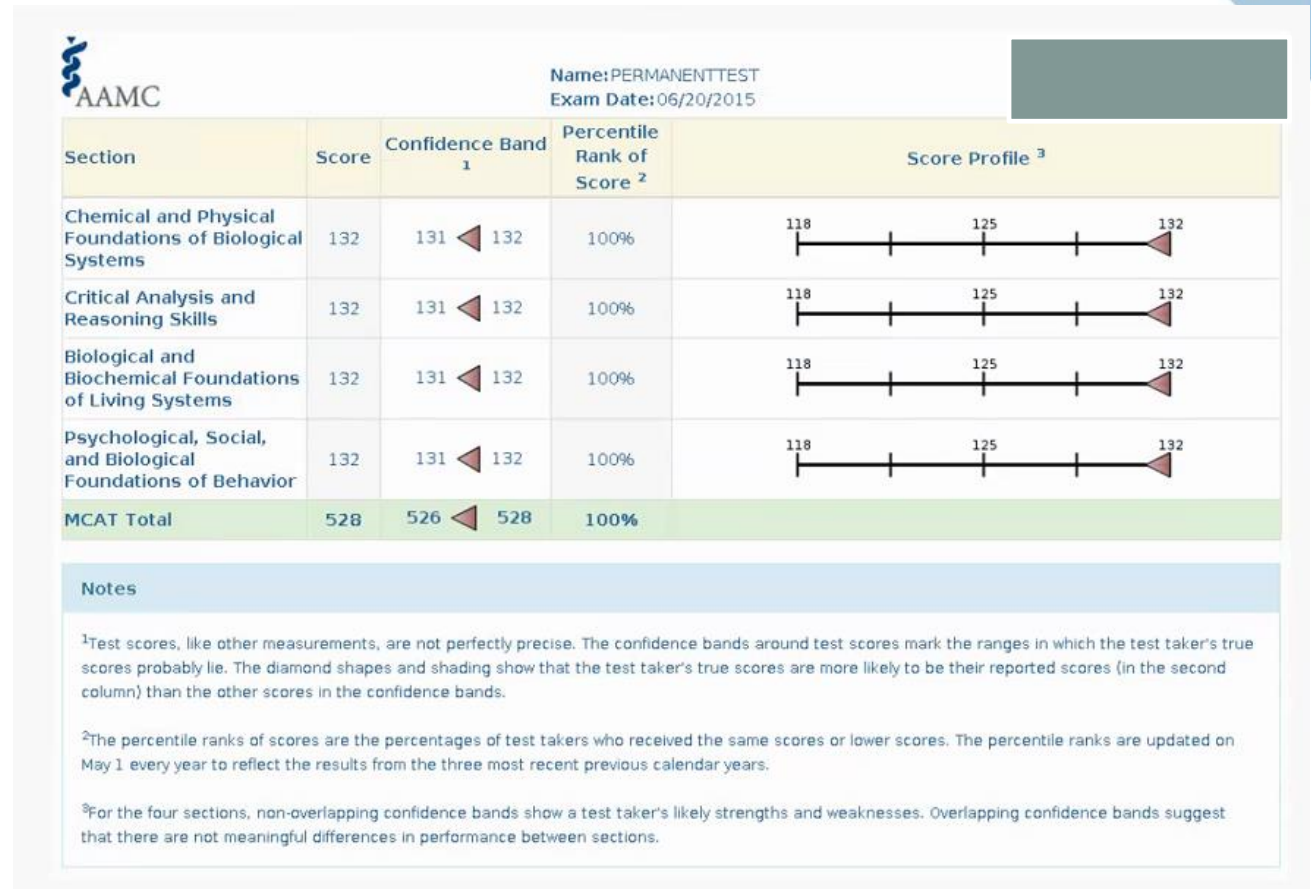 AAMC
Name:PERMANENTTEST
Exam Date:06/20/2015
Section Score Confidence Band 1 Percentile Rank of Score 2 Score Profile 3
Chemical and Physical
Foundations of Biological
Systems
132 131 132 100% 118 125 132
Critical Analysis and
Reasoning Skills
132 131 132 100% 118 125 132
Biological and
Biochemical Foundations
of Living Systems
132 131 132 100% 118 125 132
Psychological, Social,
and Biological
Foundations of Behavior
132 131 132 100% 118 125 132
MCAT Total 528 526 528 100%
Notes
1Test scores, like other measurements, are not perfectly precise. The confidence bands around test scores mark the ranges in which the test taker's true
scores probably lie. The diamond shapes and shading show that the test taker's true scores are more likely to be their reported scores (in the second
column) than the other scores in the confidence bands.
2The percentile ranks of scores are the percentages of test takers who received the same scores or lower scores. The percentile ranks are updated on
May 1 every year to reflect the results from the three most recent previous calendar years.
3For the four sections, non-overlapping confidence bands show a test taker's likely strengths and weaknesses. Overlapping confidence bands suggest
that there are not meaningful differences in performance between sections.